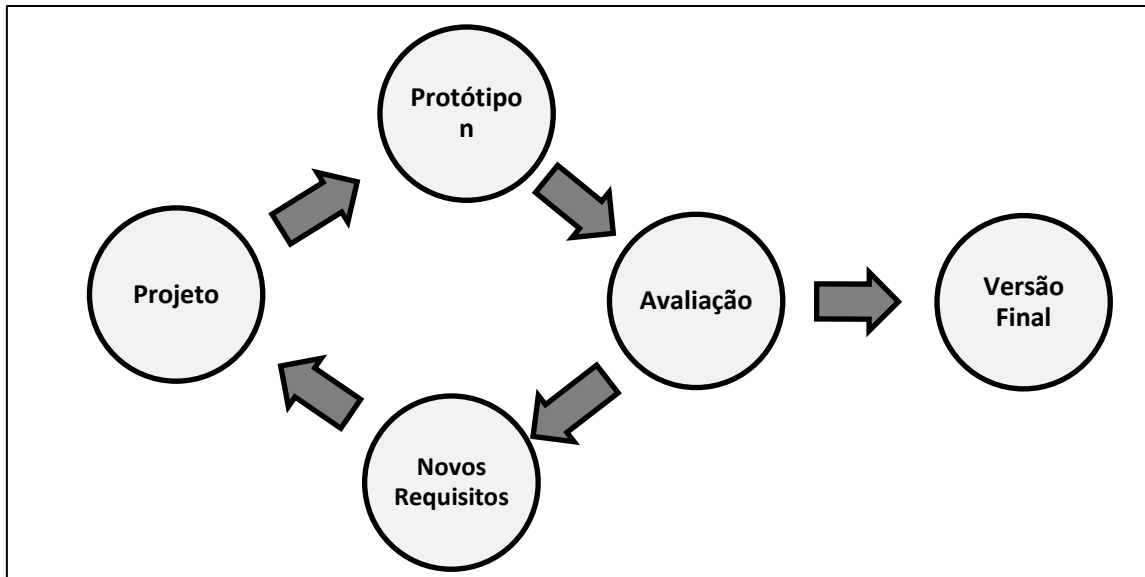 Protótipo
n
Projeto
Avaliação
Versão
Final
Novos
Requisitos